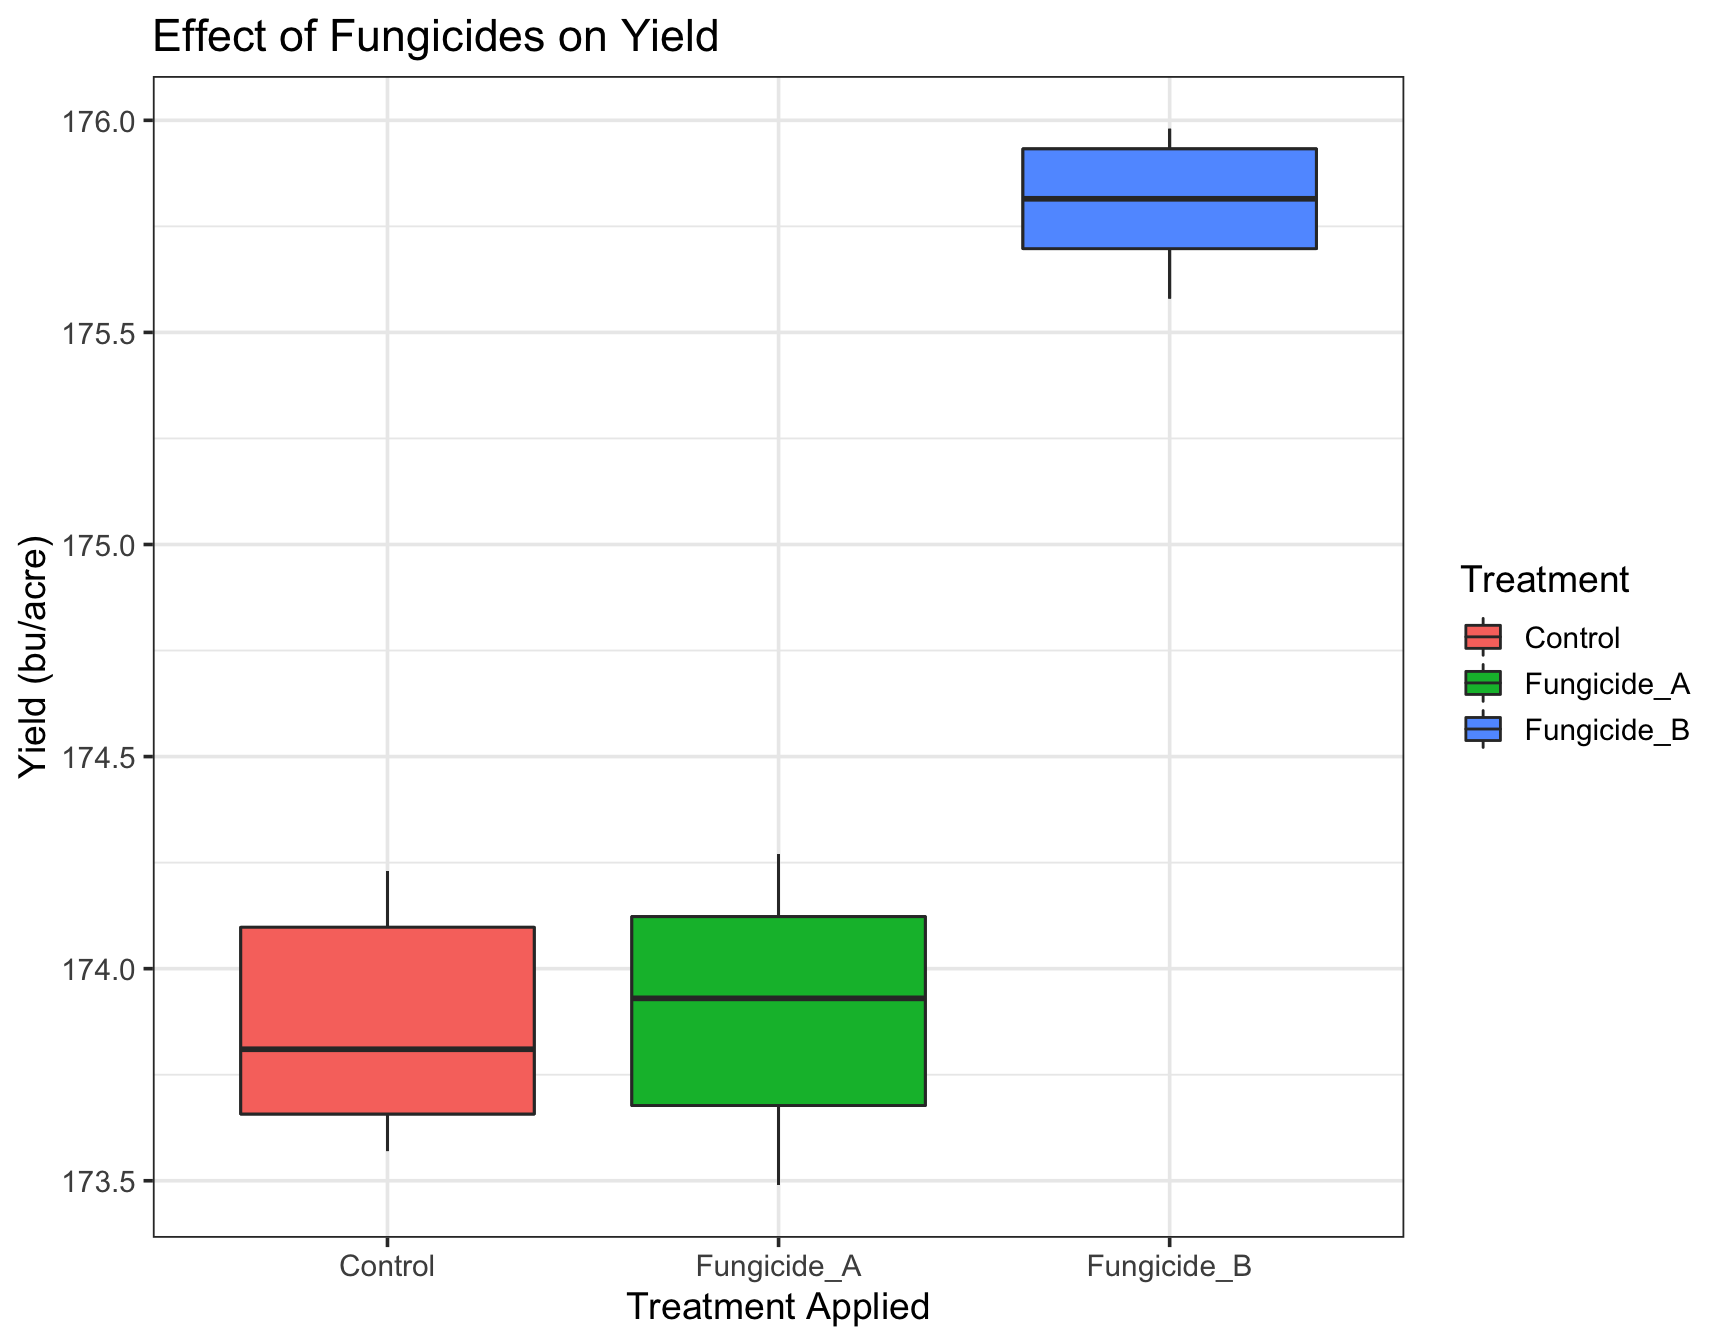 Effect of Fungicides on Yield
176.0
175.5
175.0
174.5
174.0
173.5
Yield (bu/acre)
Control
Fungicide_A
Fungicide_B
Treatment Applied
Treatment
Control
Fungicide_A
Fungicide_B